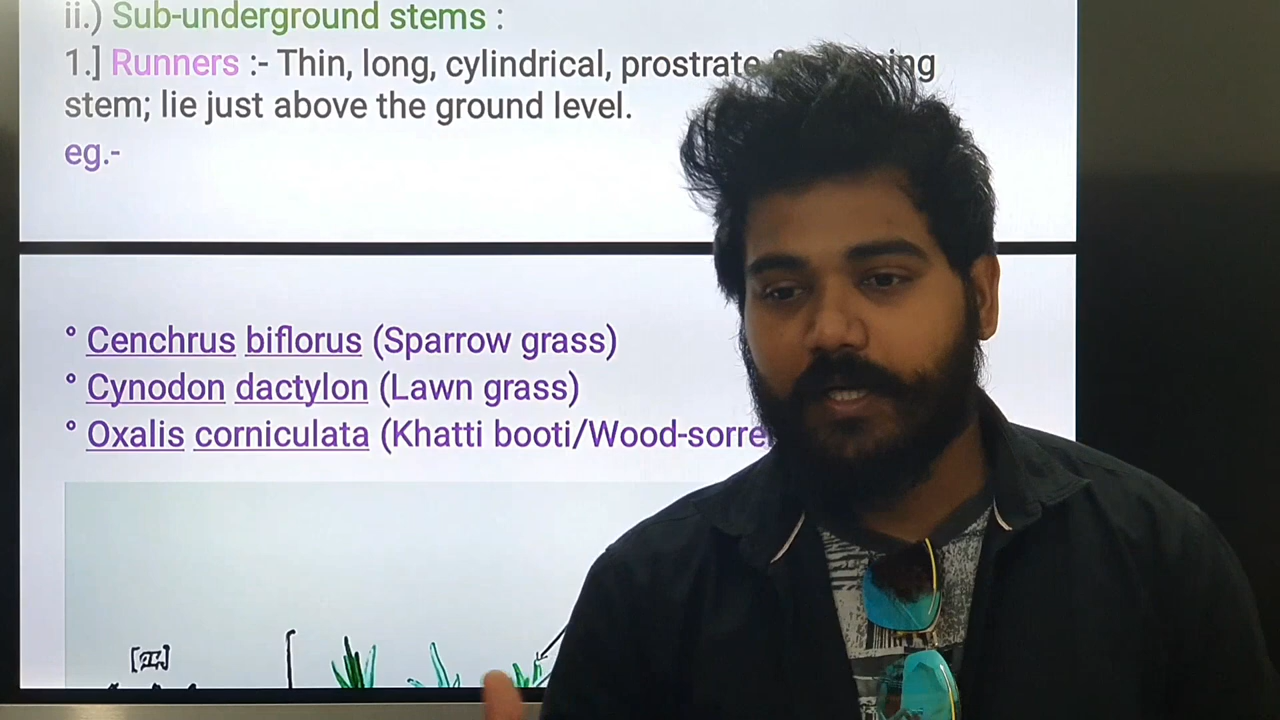 ii.) Sub-underground stems :
1.] Runners :- Thin, long, cylindrical, prostrate
stem; lie just above the ground level.
eg.-
° Cenchrus biflorus (Sparrow grass)
° Cynodon dactylon (Lawn grass)
° Oxalis corniculata (Khatti booti/Wood-sorre